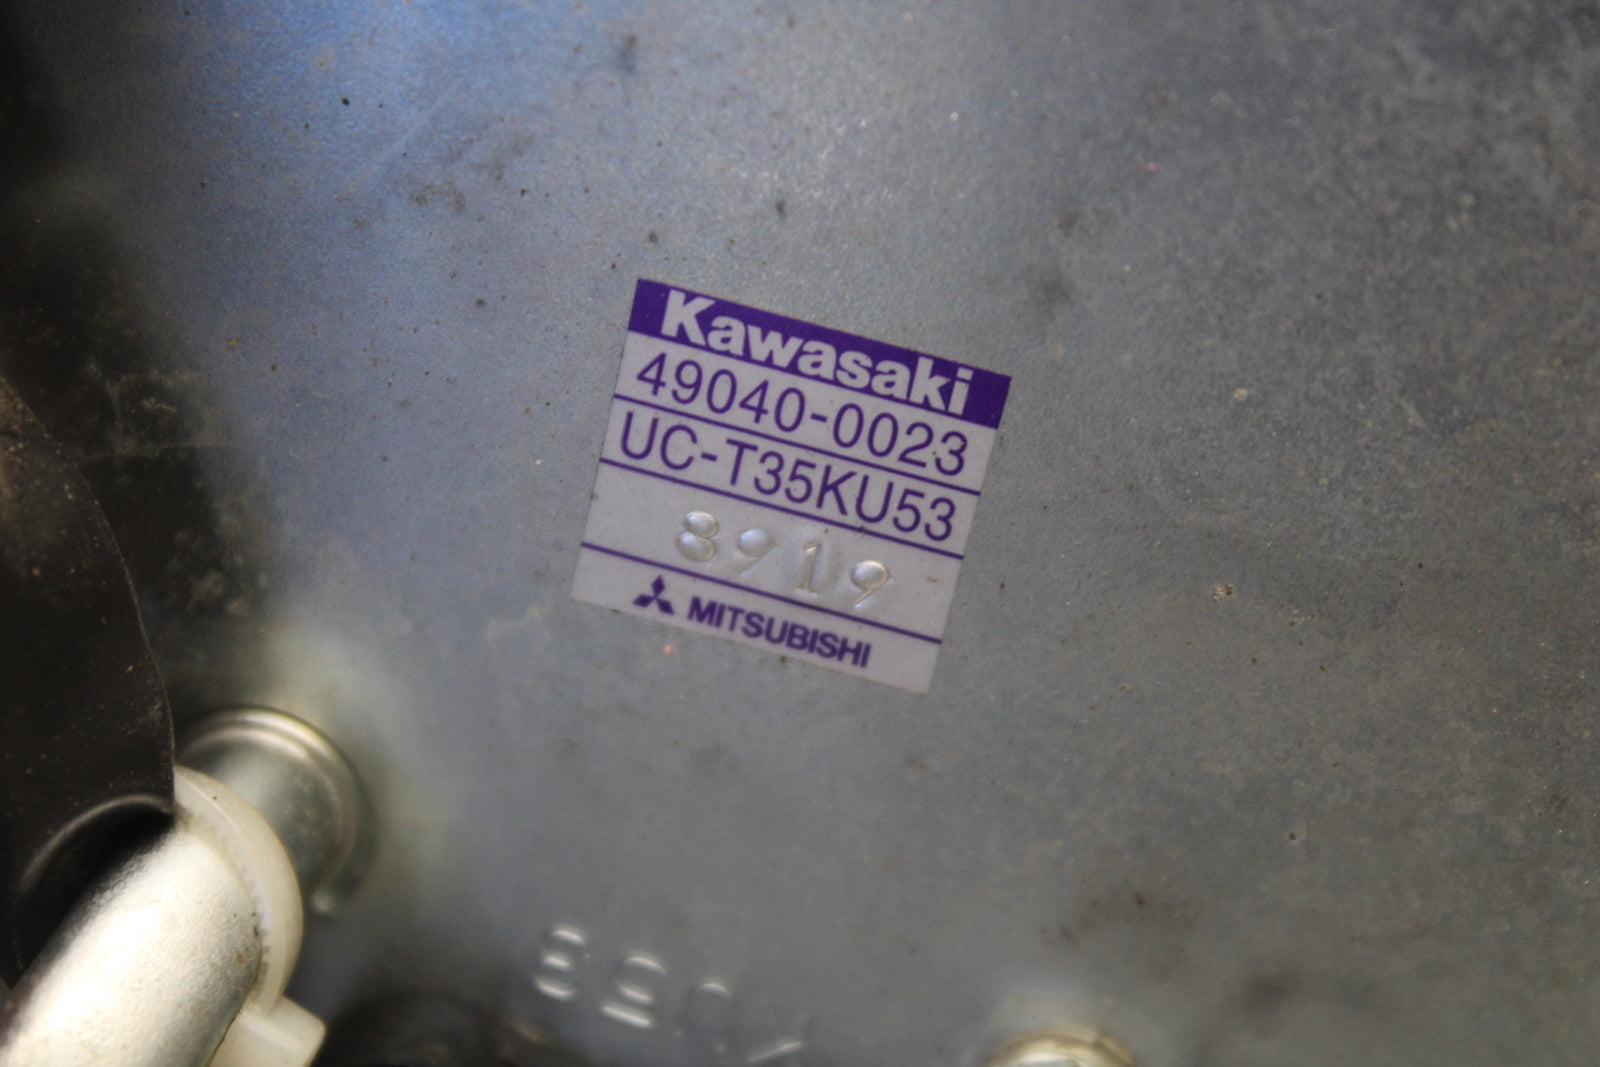 Kawasaki
49040-0023
UC-T35KU53
8919
MITSUBISHI